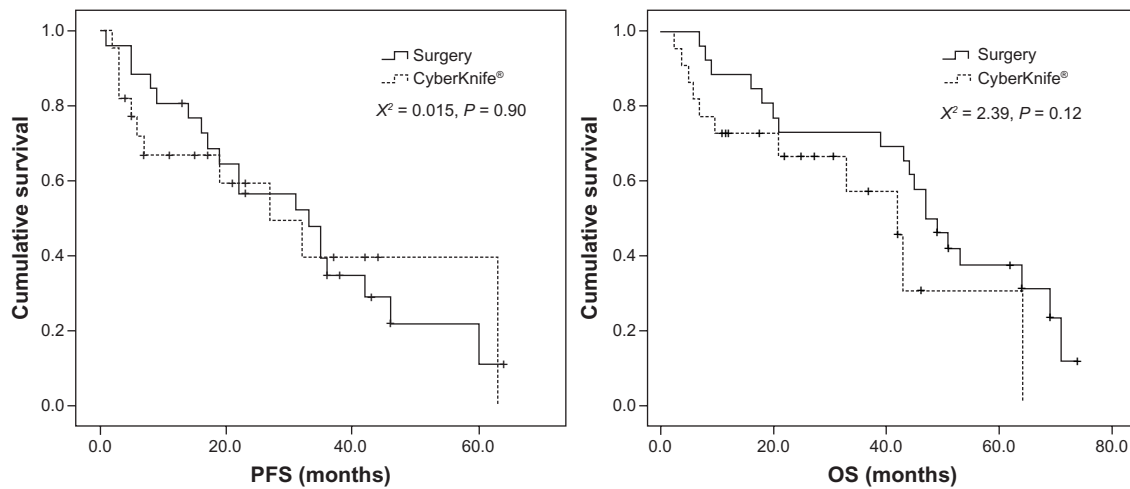 1.0
0.8
0.6
0.4
0.2
0.0
Cumulative survival
Surgery
CyberKnife®
X² = 0.015, P = 0.90
0.0 20.0 40.0 60.0
PFS (months)
1.0
0.8
0.6
0.4
0.2
0.0
Cumulative survival
Surgery
CyberKnife®
X² = 2.39, P = 0.12
0.0 20.0 40.0 60.0 80.0
OS (months)